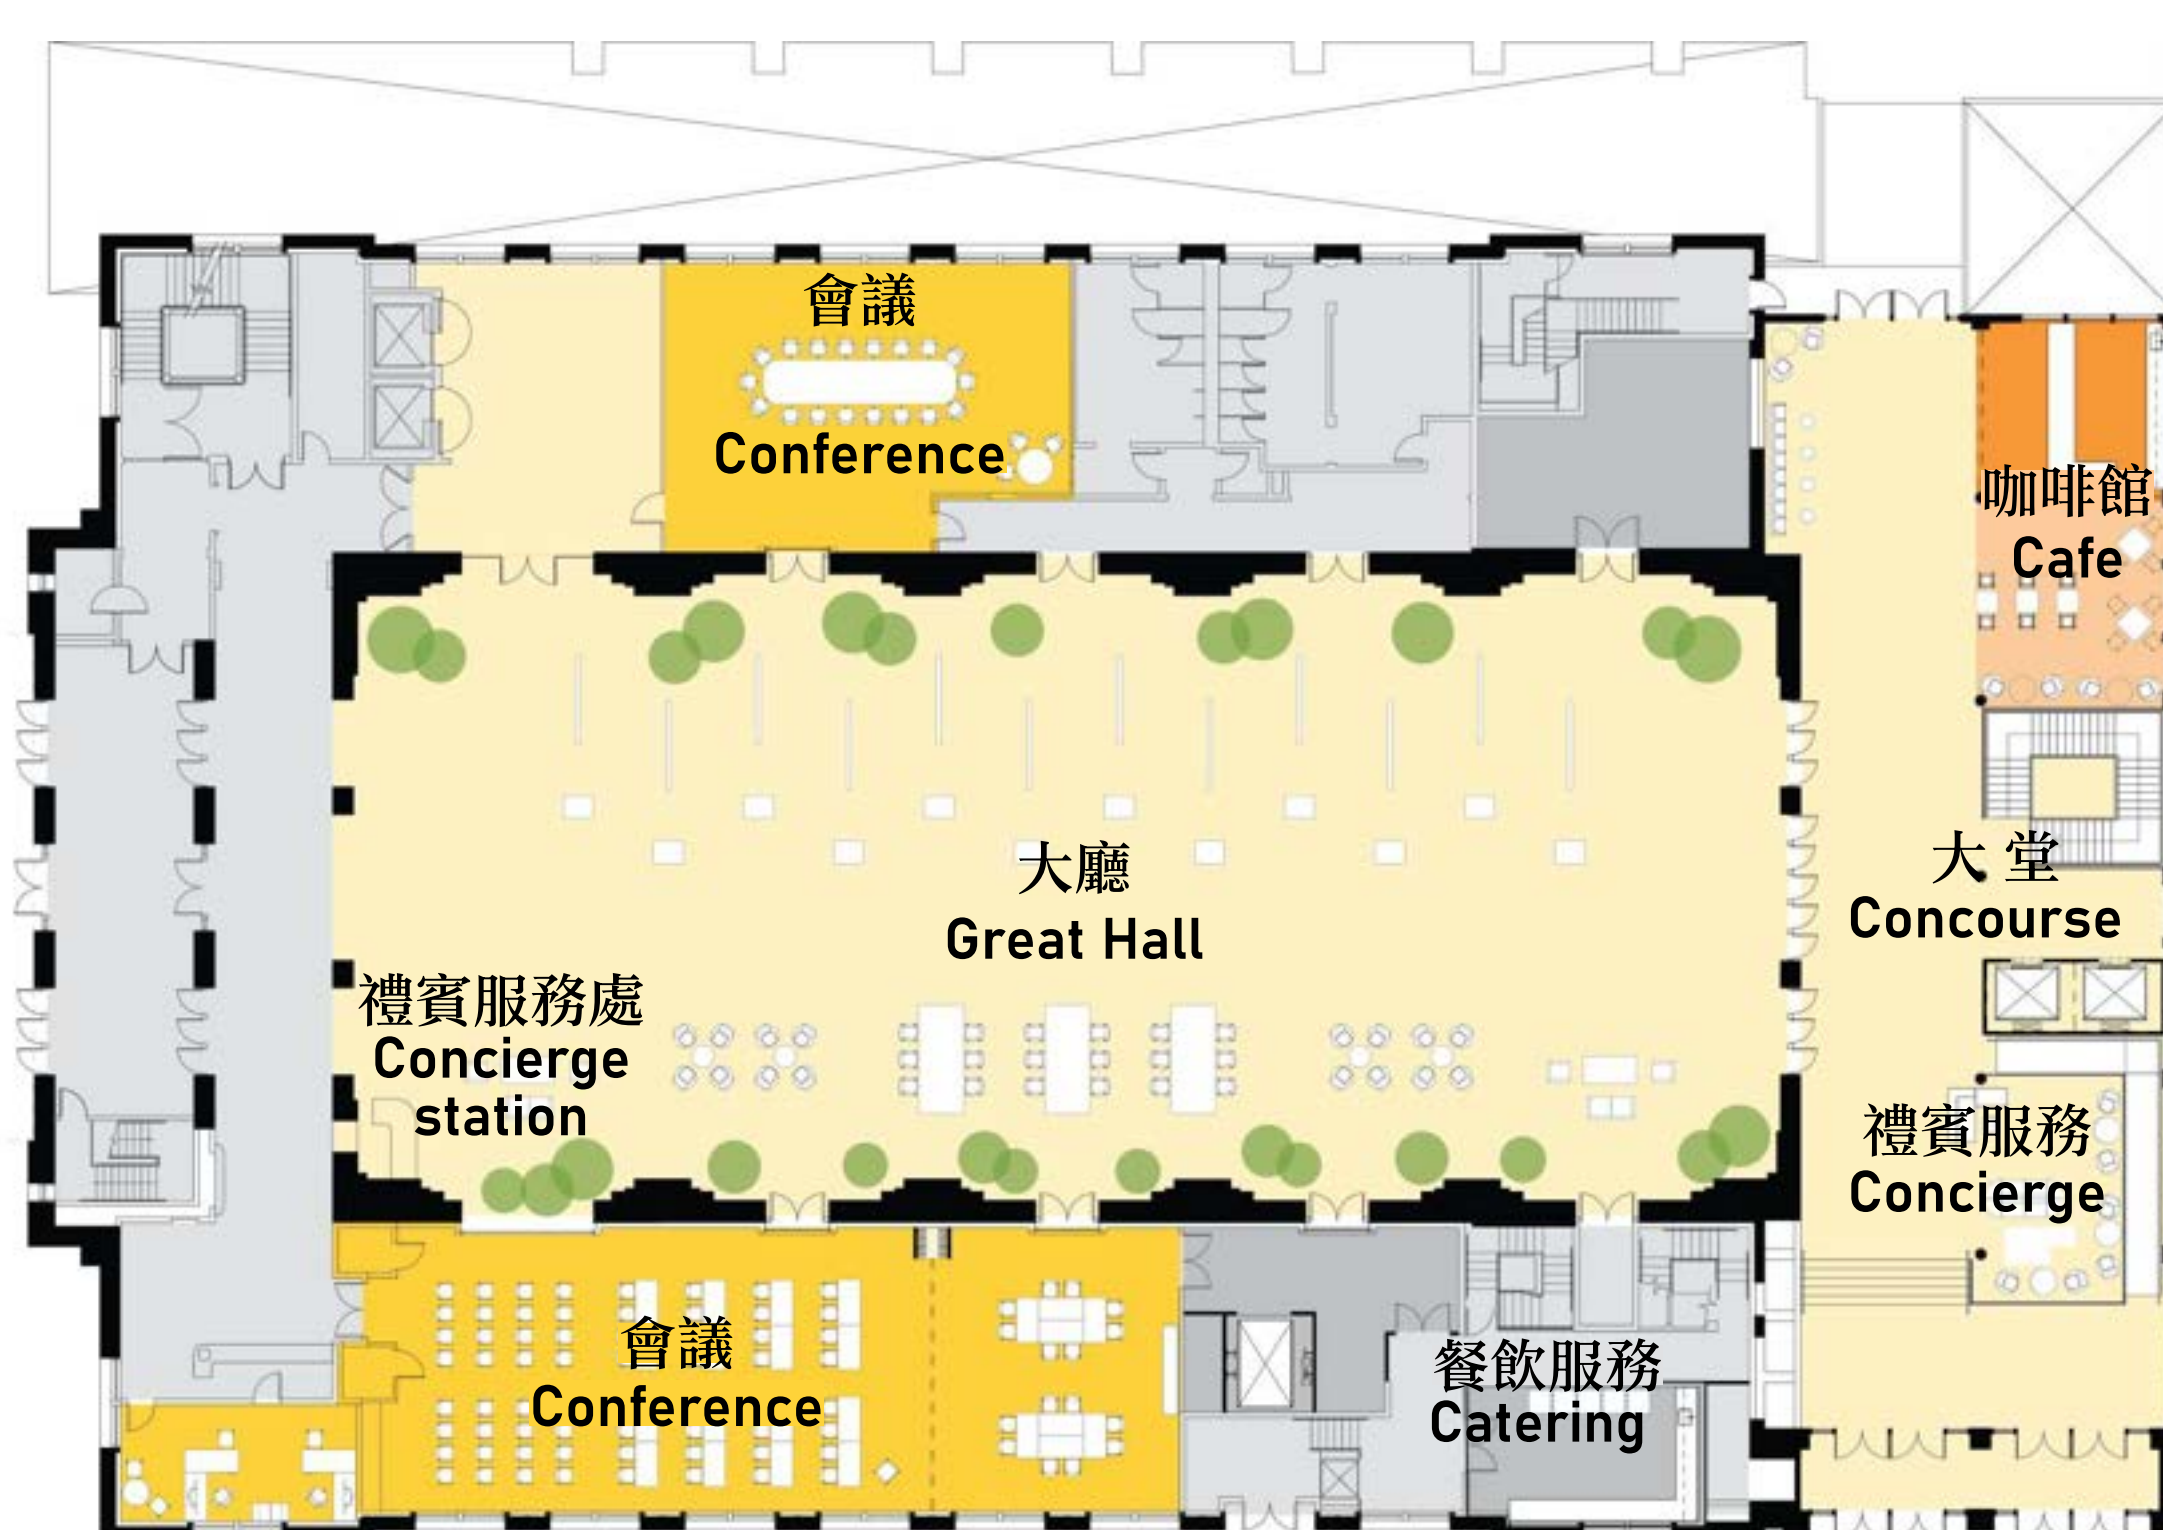 會議
Conference
咖啡館
Cafe
大廳
Great Hall
大堂
Concourse
禮賓服務處
Concierge
station
禮賓服務
Concierge
會議
Conference
餐飲服務
Catering